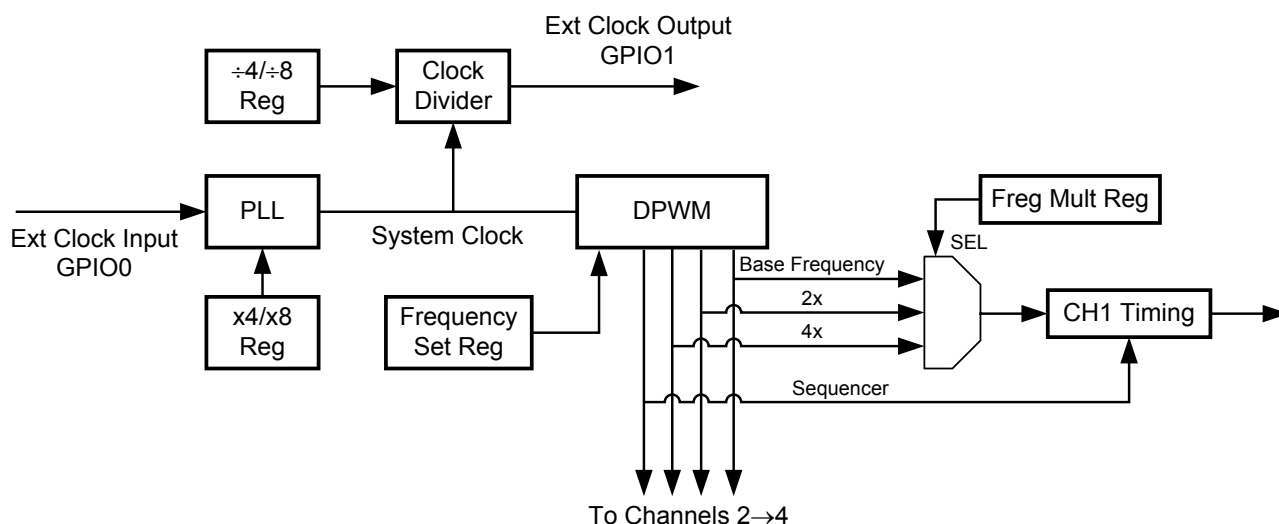 Ext Clock Output
GPIO1
÷4/÷8
Reg
Clock
Divider
PLL
DPWM
Freg Mult Reg
Ext Clock Input
GPIO0
System Clock
SEL
Base Frequency
x4/x8
Reg
Frequency
Set Reg
2x
4x
CH1 Timing
Sequencer
To Channels 2→4